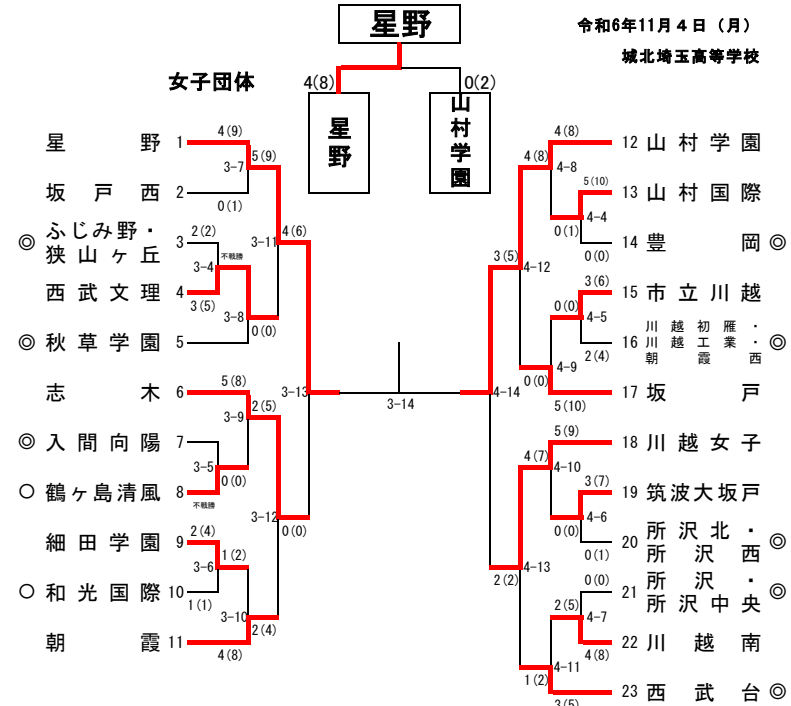 星野
令和6年11月4日（月）
城北埼玉高等学校
女子団体
4(8)
0(2)
星野
山村学園
星野 1
4(9)
3-7
5(9)
坂戸西 2
0(1)
◎ ふじみ野・
狭山ヶ丘
3
2(2)
3-4
不戦勝
西武文理 4
3(5)
3-8
0(0)
◎ 秋草学園 5
3-11
4(6)
志木 6
5(8)
3-9
2(5)
◎ 入間向陽 7
3-5
0(0)
○ 鶴ヶ島清風 8
不戦勝
3-12
0(0)
細田学園 9
2(4)
3-6
1(2)
○ 和光国際 10
1(1)
3-10
2(4)
朝霞 11
4(8)
3-13
3-14
4-14
4(8)
12 山村学園
4(8)
4-8
5(10)
13 山村国際
4-4
0(1)
14 豊岡 ◎
0(0)
3(5)
4-12
3(6)
15 市立川越
0(0)
4-5
川越初雁・
16 川越工業・ ◎
朝霞西
2(4)
4-9
0(0)
17 坂戸
5(10)
5(9)
18 川越女子
4(7)
4-10
3(7)
19 筑波大坂戸
4-6
0(0)
所沢北・
20 ◎
所沢西
0(1)
4-13
2(2)
0(0)
所沢・
21 ◎
所沢中央
2(5)
4-7
22 川越南
4(8)
4-11
1(2)
23 西武台 ◎
3(5)